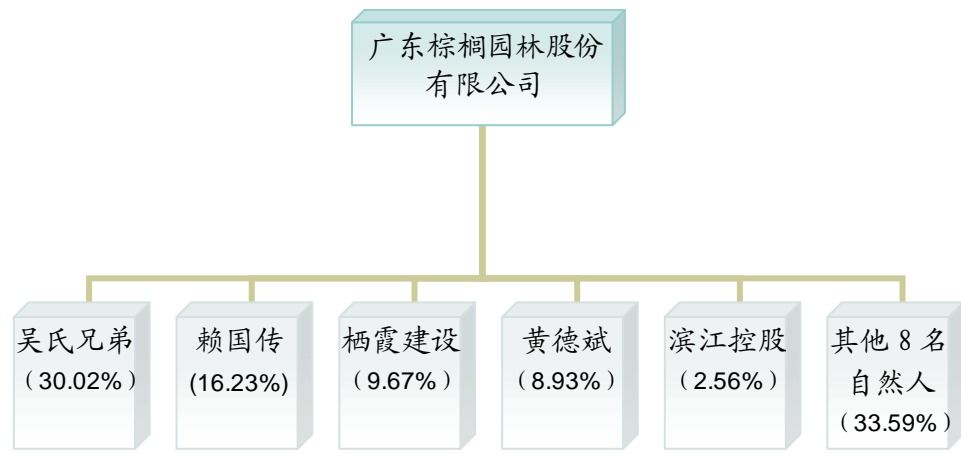 广东棕榈园林股份
有限公司
吴氏兄弟
（30.02%）
赖国传
(16.23%)
栖霞建设
（9.67%）
黄德斌
（8.93%）
滨江控股
（2.56%）
其他 8 名
自然人
（33.59%）